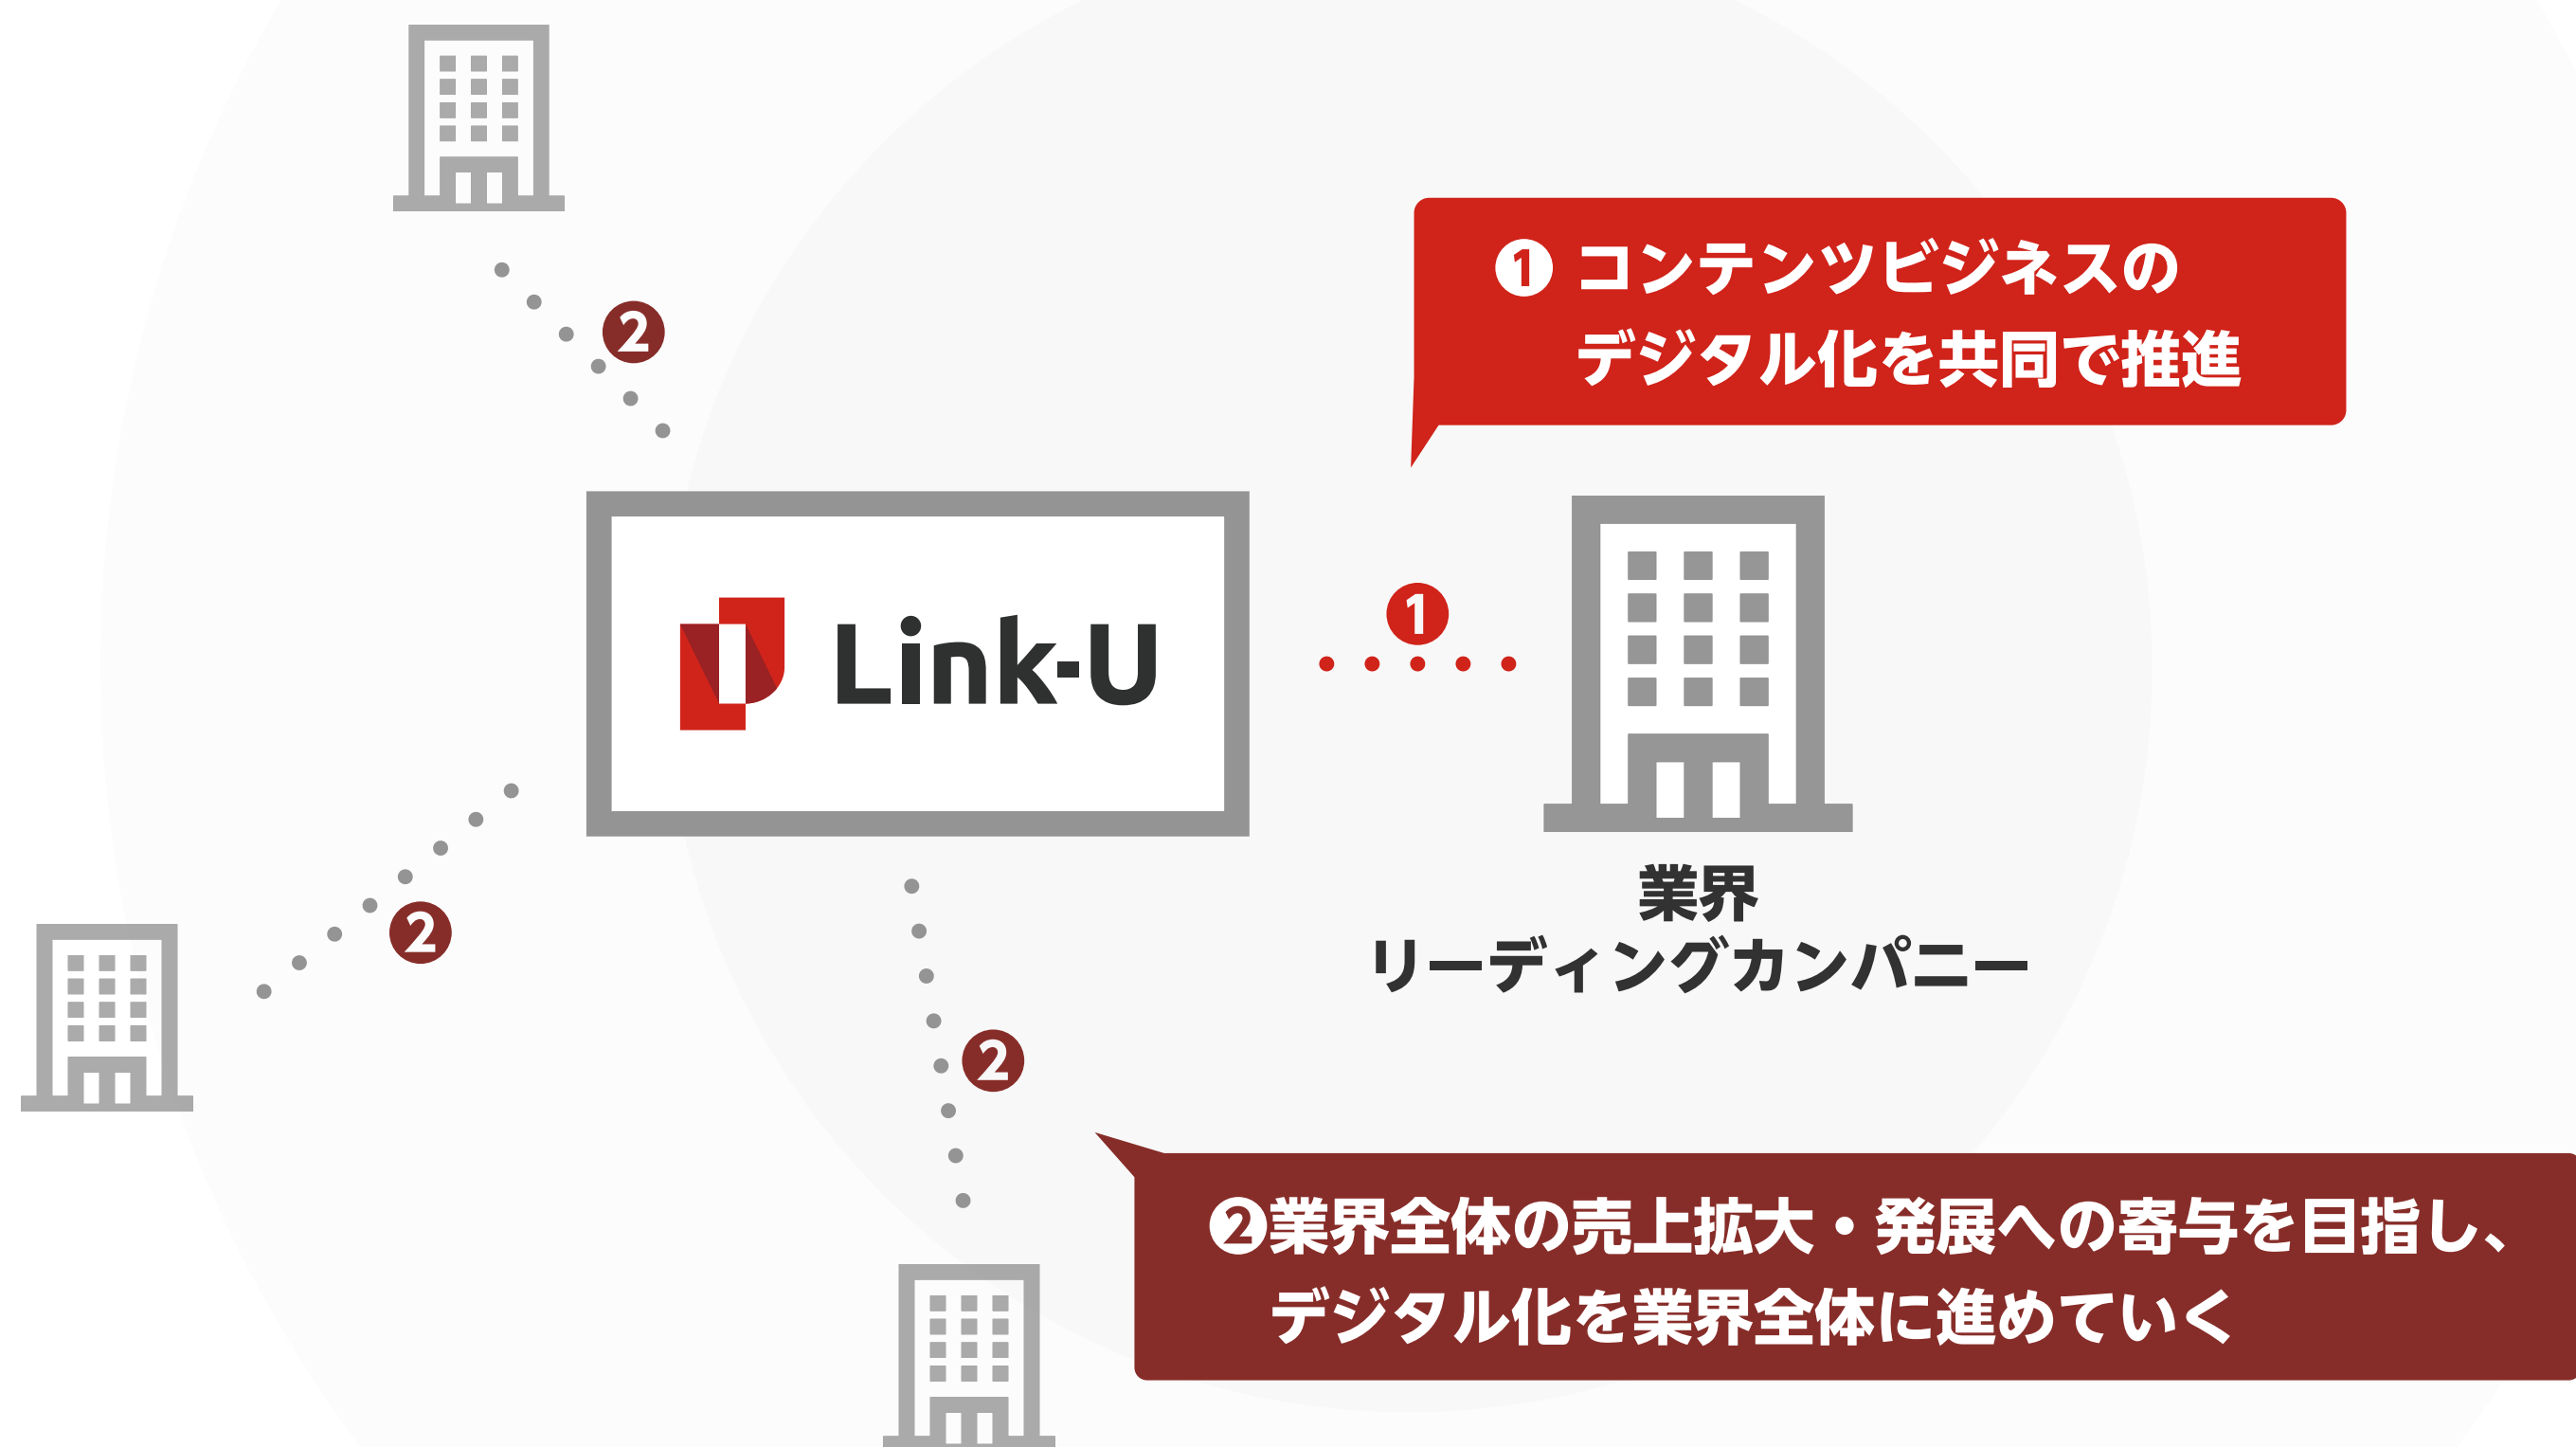 ❶ コンテンツビジネスの
デジタル化を共同で推進
2
Link-U
1
業界
リーディングカンパニー
2
2
❷業界全体の売上拡大・発展への寄与を目指し、
デジタル化を業界全体に進めていく